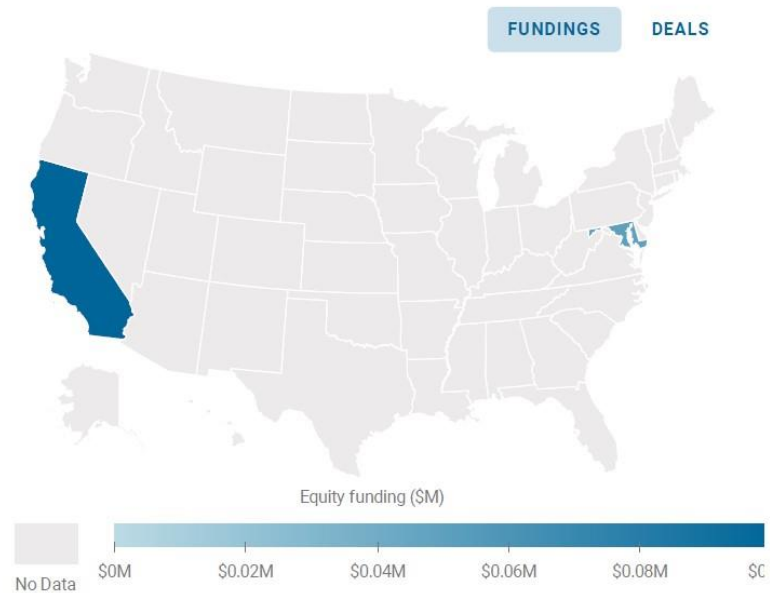 FUNDINGS DEALS
Equity funding ($M)
$0M $0.02M $0.04M $0.06M $0.08M
No Data